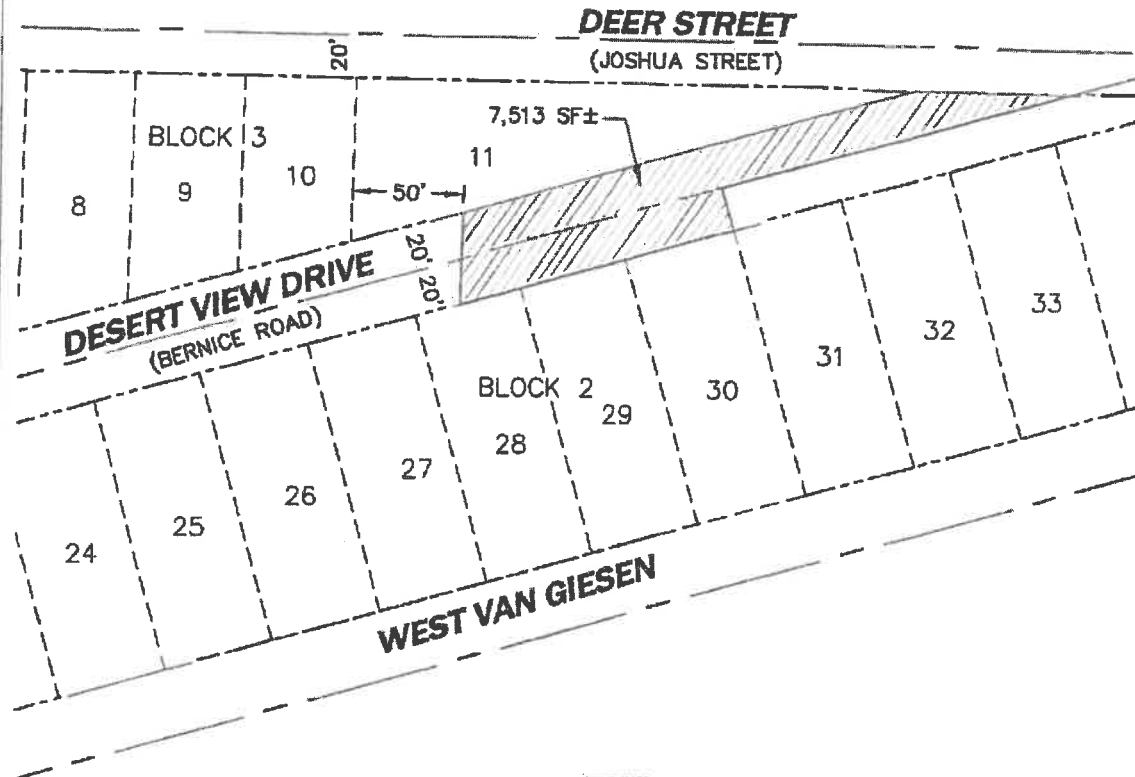 DEER STREET
(JOSHUA STREET)
20'
7,513 SF±
BLOCK 3
8
9
10
11
50'
20'
20'
DESERT VIEW DRIVE
(BERNICE ROAD)
BLOCK 2
24
25
26
27
28
29
30
31
32
33
WEST VAN GIESEN